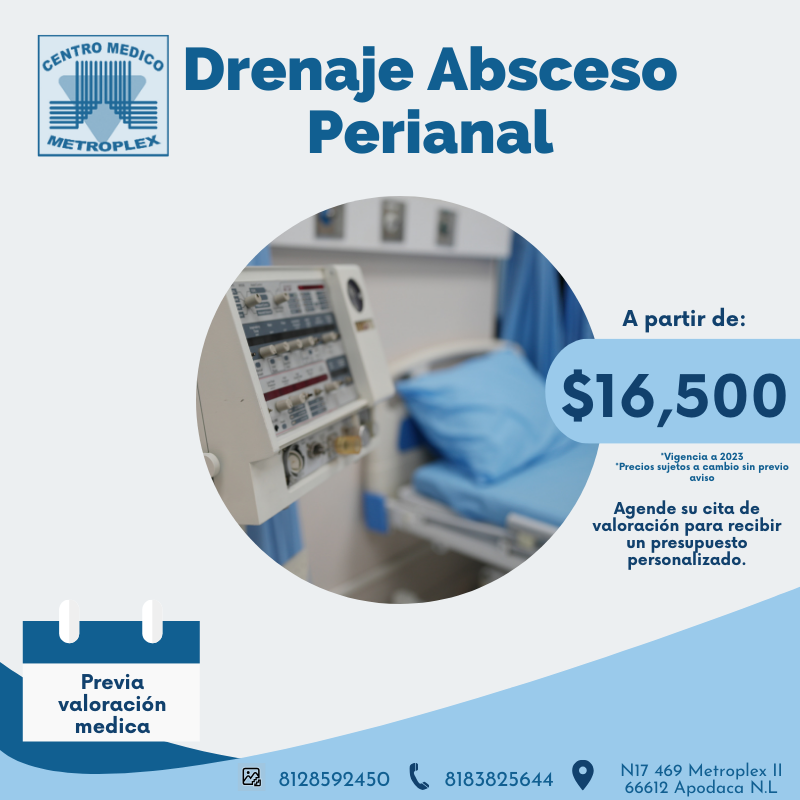 CENTRO MEDICO
METROPLEX
Drenaje Absceso
Perianal
A partir de:
$16,500
*Vigencia a 2023
*Precios sujetos a cambio sin previo
aviso
Agende su cita de
valoración para recibir
un presupuesto
personalizado.
Previa
valoración
medica
8128592450
8183825644
N17 469 Metroplex II
66612 Apodaca N.L